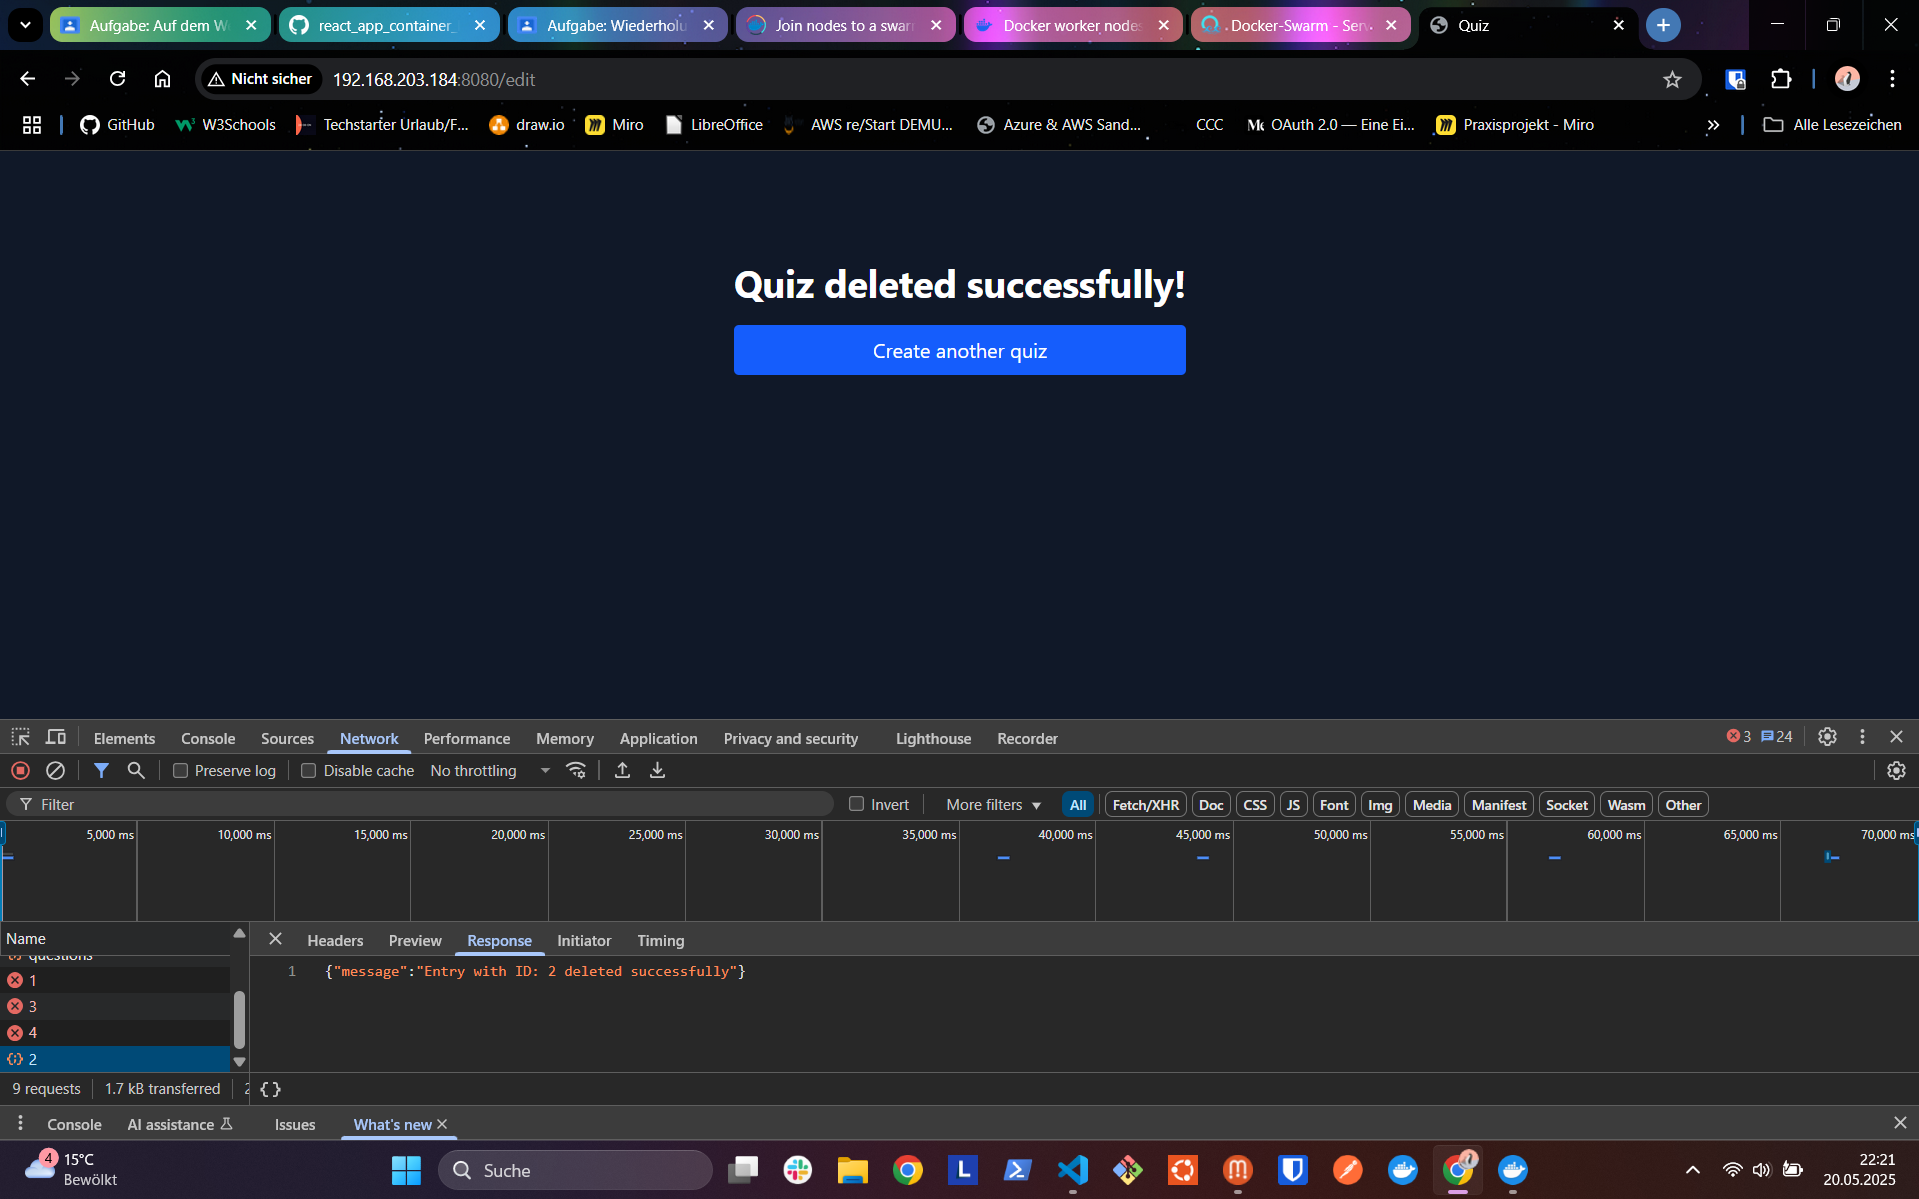 Aufgabe: Auf dem W
react_app_container_
Aufgabe: Wiederholu
Join nodes to a swar
Docker worker nodes
Docker-Swarm - Serv
Quiz
Nicht sicher
192.168.203.184:8080/edit
GitHub
W3Schools
Techstarter Urlaub/F...
draw.io
Miro
LibreOffice
AWS re/Start DEMU...
Azure & AWS Sand...
CCC
OAuth 2.0 — Eine Ei...
Praxisprojekt - Miro
»
Alle Lesezeichen
Quiz deleted successfully!
Create another quiz
Elements
Console
Sources
Network
Performance
Memory
Application
Privacy and security
Lighthouse
Recorder
3
24
Preserve log
Disable cache
No throttling
Filter
Invert
More filters
All
Fetch/XHR
Doc
CSS
JS
Font
Img
Media
Manifest
Socket
Wasm
Other
5,000 ms
10,000 ms
15,000 ms
20,000 ms
25,000 ms
30,000 ms
35,000 ms
40,000 ms
45,000 ms
50,000 ms
55,000 ms
60,000 ms
65,000 ms
70,000 ms
Name
Headers
Preview
Response
Initiator
Timing
questions
1
3
4
2
1 {"message":"Entry with ID: 2 deleted successfully"}
9 requests
1.7 kB transferred
2
{ }
Console
AI assistance
Issues
What's new
4
15°C
Bewölkt
Suche
L
22:21
20.05.2025